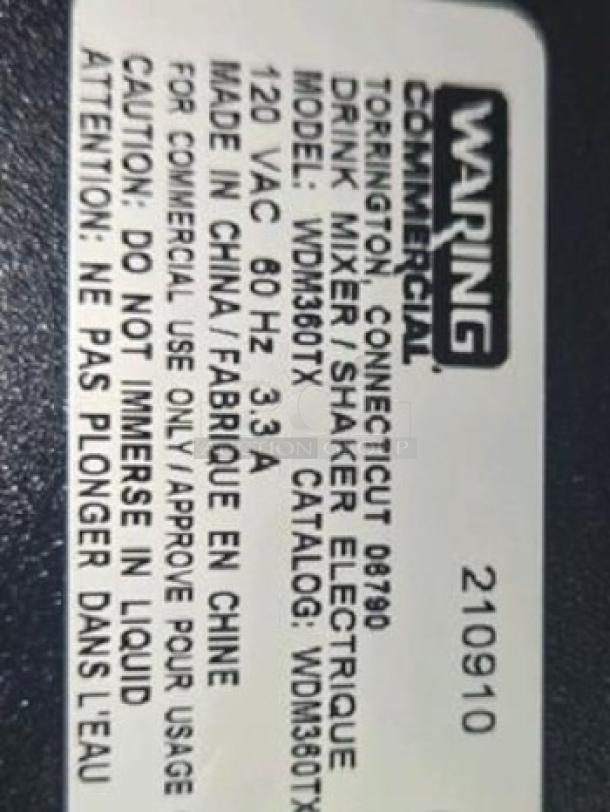 WARING
COMMERCIAL
210910
TORRINGTON, CONNECTICUT 06790
DRINK MIXER / SHAKER ELECTRIQUE
MODEL: WDM360TX CATALOG: WDM360TX
120 VAC 60 Hz 3.3 A
MADE IN CHINA / FABRIQUE EN CHINE
FOR COMMERCIAL USE ONLY / APPROVE POUR USAGE
CAUTION: DO NOT IMMERSE IN LIQUID
ATTENTION: NE PAS PLONGER DANS L'EAU